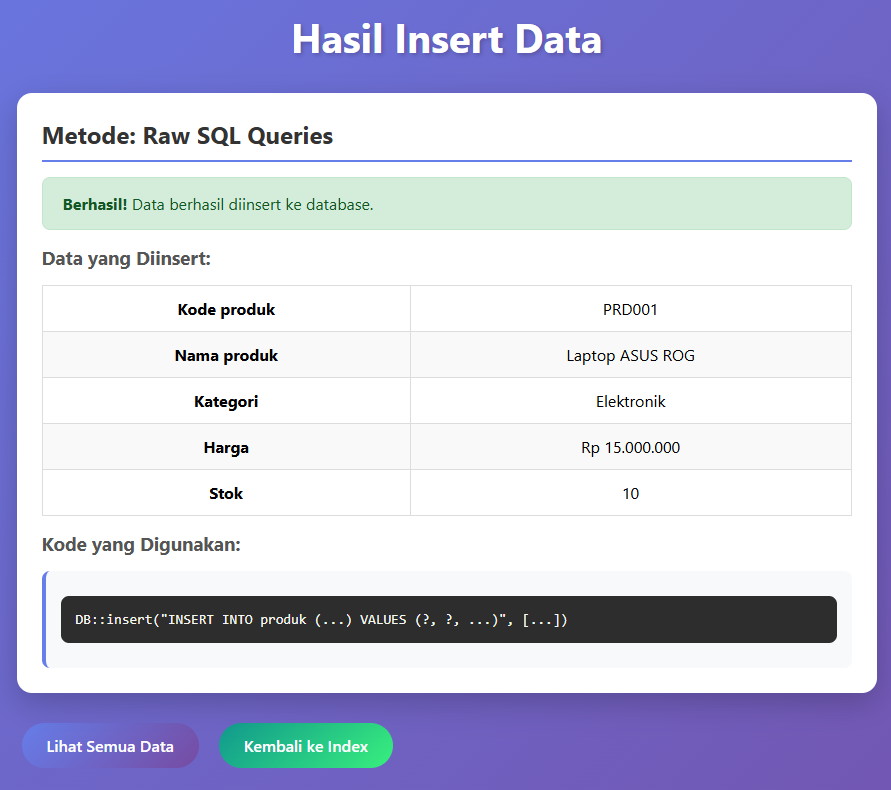 Hasil Insert Data
Metode: Raw SQL Queries
Berhasil! Data berhasil diinsert ke database.
Data yang Diinsert:
Kode produk PRD001
Nama produk Laptop ASUS ROG
Kategori Elektronik
Harga Rp 15.000.000
Stok 10
Kode yang Digunakan:
DB::insert("INSERT INTO produk (...) VALUES (?, ?, ...)", [...])
Lihat Semua Data Kembali ke Index